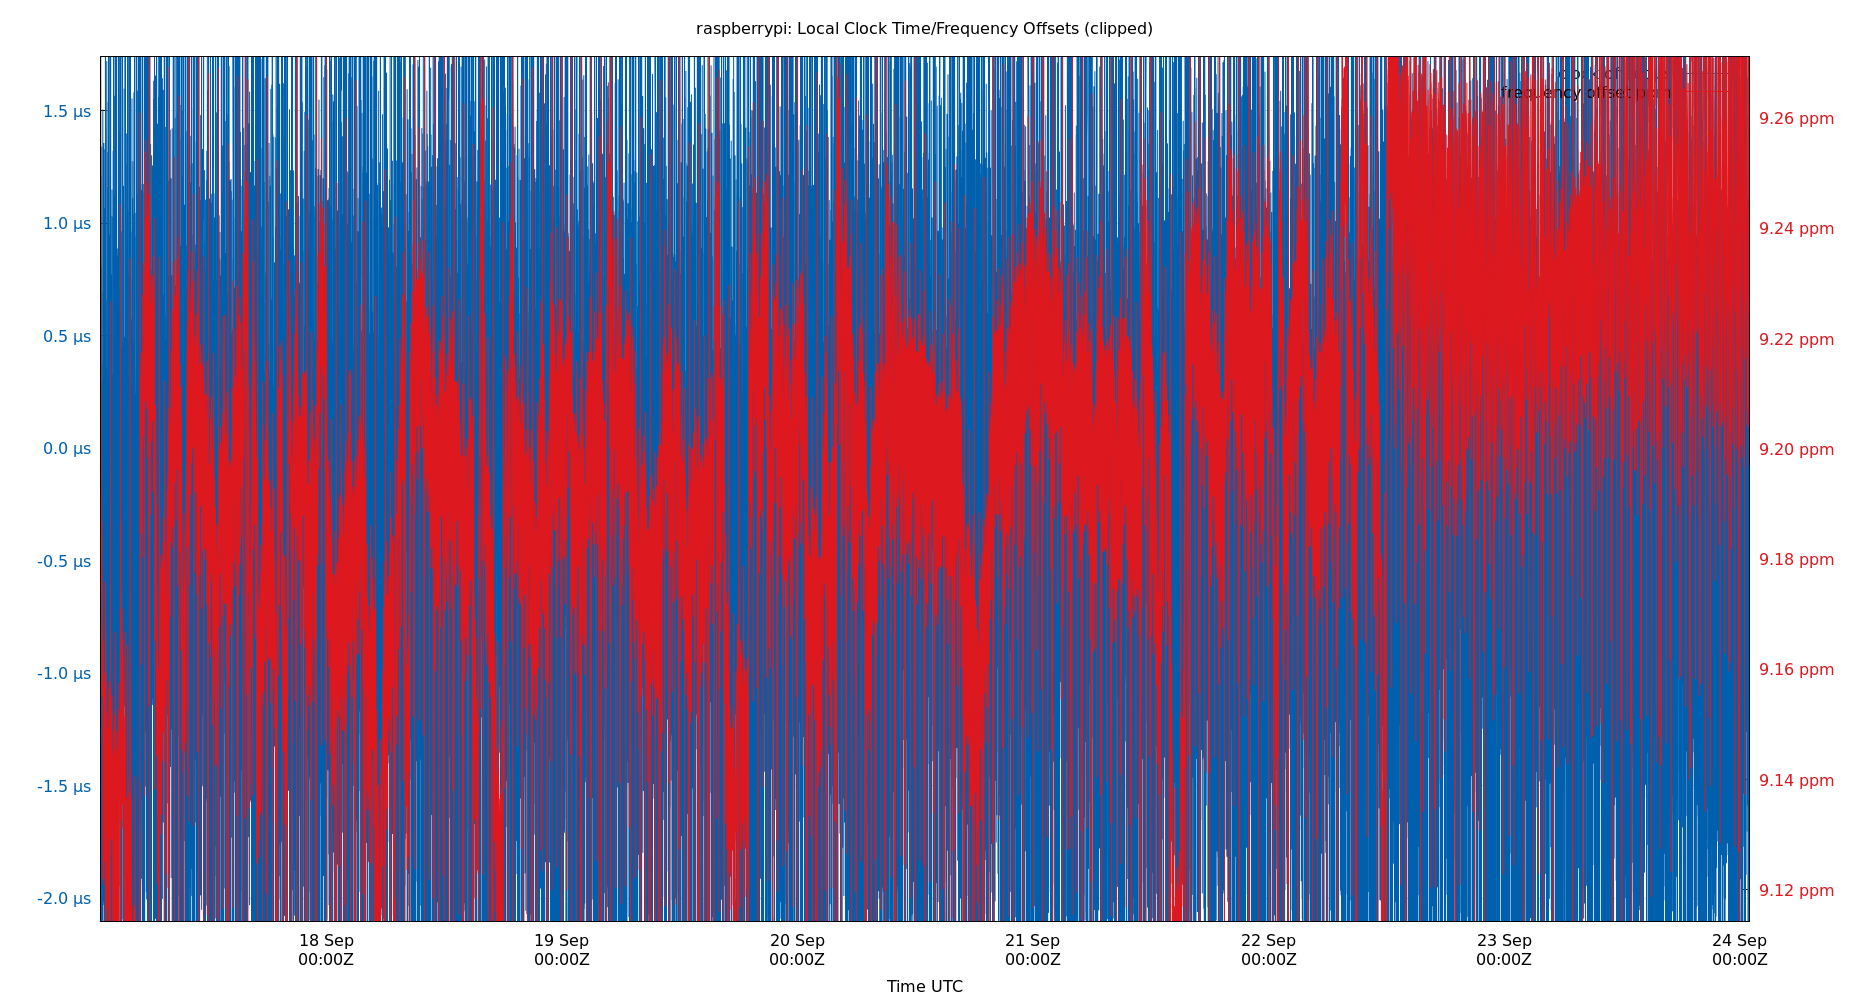 raspberrypi: Local Clock Time/Frequency Offsets (clipped)
frequency offset ppm
1.5 µs
1.0 µs
0.5 µs
0.0 µs
-0.5 µs
-1.0 µs
-1.5 µs
-2.0 µs
9.26 ppm
9.24 ppm
9.22 ppm
9.20 ppm
9.18 ppm
9.16 ppm
9.14 ppm
9.12 ppm
18 Sep 19 Sep 20 Sep 21 Sep 22 Sep 23 Sep 24 Sep
00:00Z 00:00Z 00:00Z 00:00Z 00:00Z 00:00Z 00:00Z
Time UTC